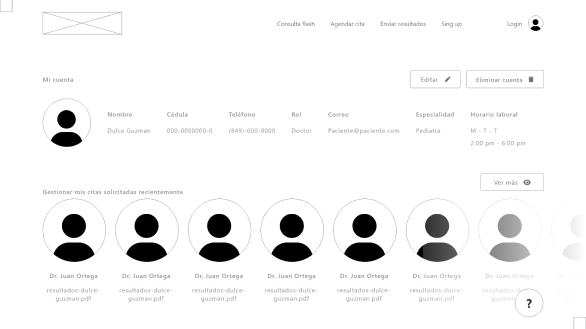 Consulta flash Agendar cita Enviar resultados Sing up Login
Mi cuenta Editar Eliminar cuenta
Nombre Cédula Teléfono Rol Correo Especialidad Horario laboral
Dulce Guzman 000-0000000-0 (849)-000-0000 Doctor Paciente@paciente.com Pediatra M - T - T
2:00 pm - 6:00 pm
Ver más
Gestinnar mis citas solicitadas recientemente
Dr. Juan Ortega Dr. Juan Ortega Dr. Juan Ortega Dr. Juan Ortega Dr. Juan Ortega Dr. Juan Ortega Dr. Juan Ortega
resultados-dulce- resultados-dulce- resultados-dulce- resultados-dulce- resultados-dulce- resultados-dulce- resultados-dulce-
guzman.pdf guzman.pdf guzman.pdf guzman.pdf guzman.pdf guzman.pdf
?